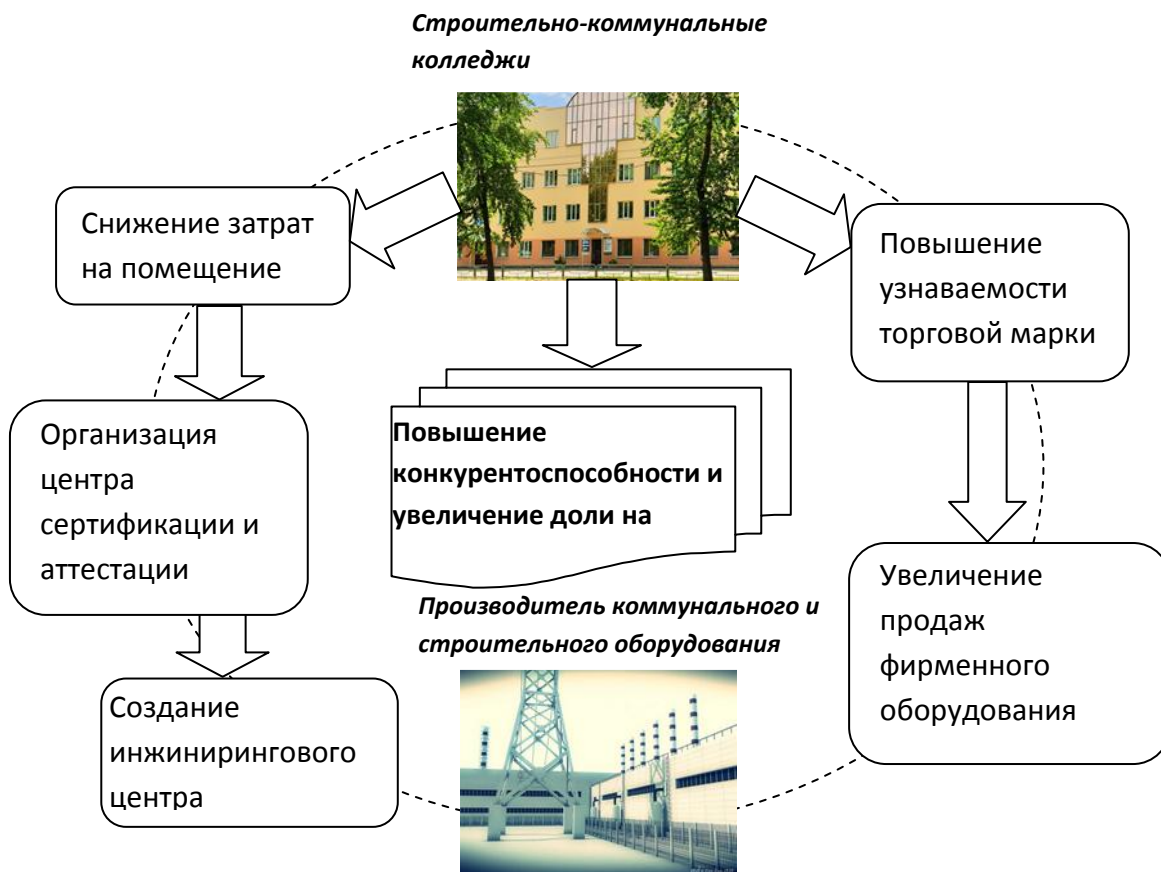 Строительно-коммунальные
колледжи
Снижение затрат
на помещение
Повышение
узнаваемости
торговой марки
Организация
центра
сертификации и
аттестации
Повышение
конкурентоспособности и
увеличение доли на
Производитель коммунального и
строительного оборудования
Увеличение
продаж
фирменного
оборудования
Создание
инжинирингового
центра